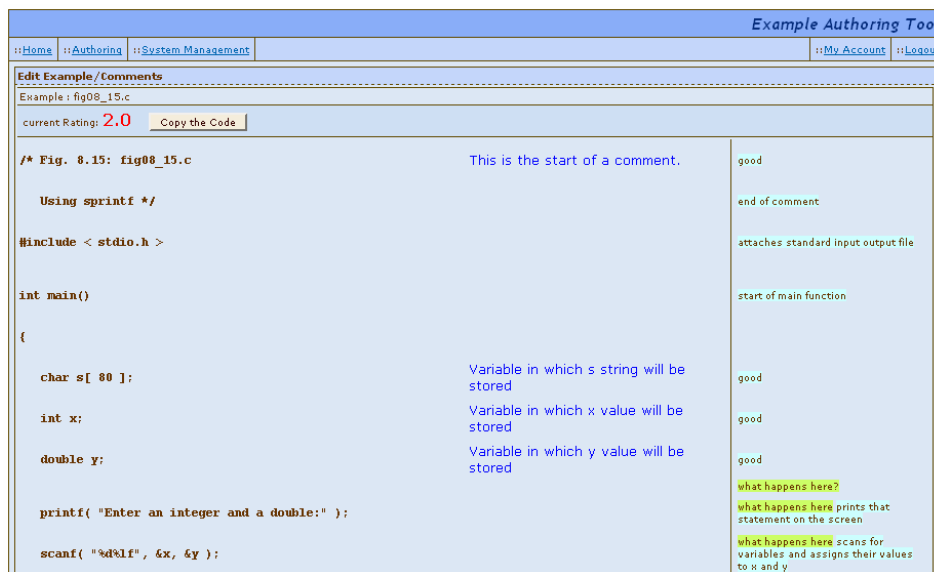 Example Authoring Too
::Home ::Authoring ::System Management ::My Account ::Logou
Edit Example/Comments
Example : fig08_15.c
current Rating: 2.0 Copy the Code
/* Fig. 8.15: fig08_15.c This is the start of a comment. good
Using sprintf */ end of comment
#include < stdio.h > attaches standard input output file
int main() start of main function
{
Variable in which s string will be
char s[ 80 ]; good
stored
Variable in which x value will be
int x; good
stored
Variable in which y value will be
double y; good
stored
what happens here?
printf( "Enter an integer and a double:" ); what happens here prints that
statement on the screen
what happens here scans for
scanf( "%d%lf", &x, &y ); variables and assigns their values
to x and y